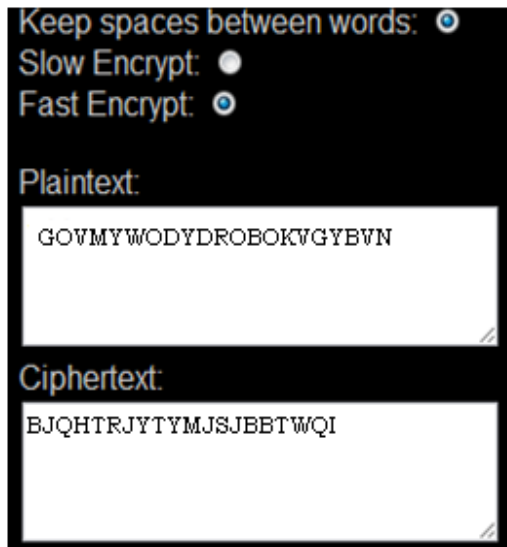 Keep spaces between words:
Slow Encrypt:
Fast Encrypt:
Plaintext:
GOVMYWODYDROBOKVGYBVN
Ciphertext:
BJQHTRJYTYMJSJBBTWQI